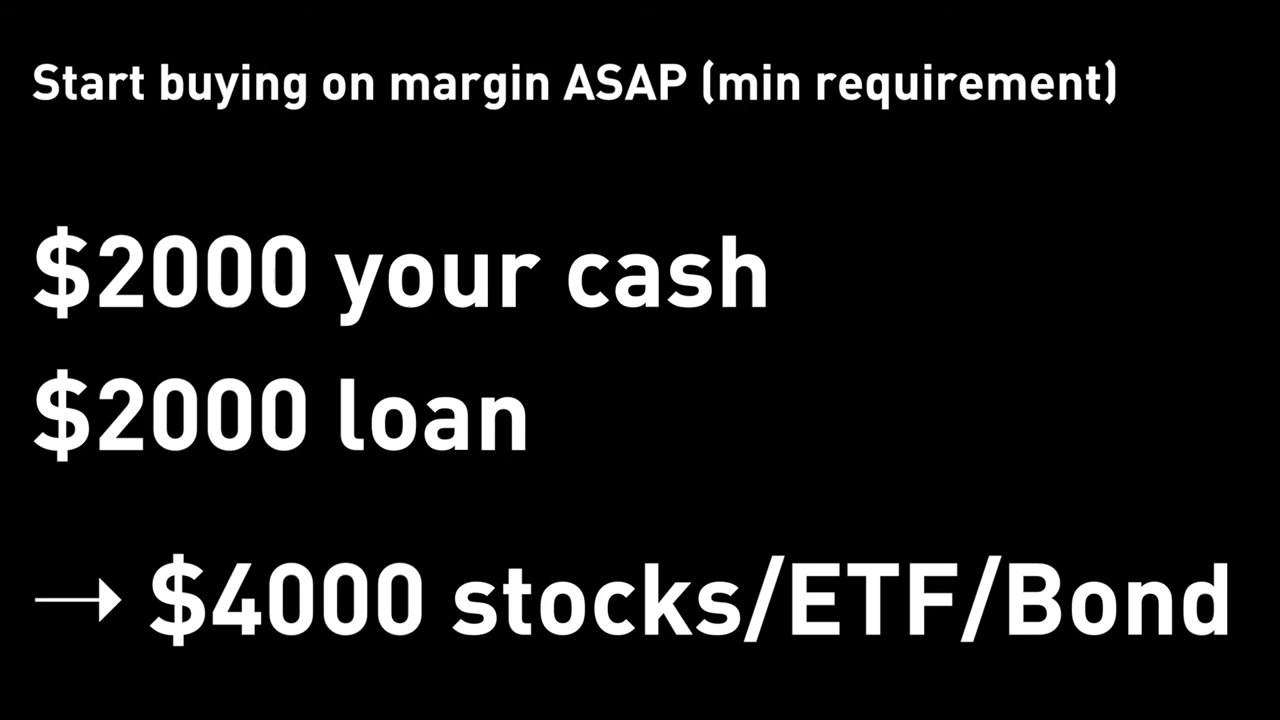 Start buying on margin ASAP (min requirement)
$2000 your cash
$2000 loan
→ $4000 stocks/ETF/Bond